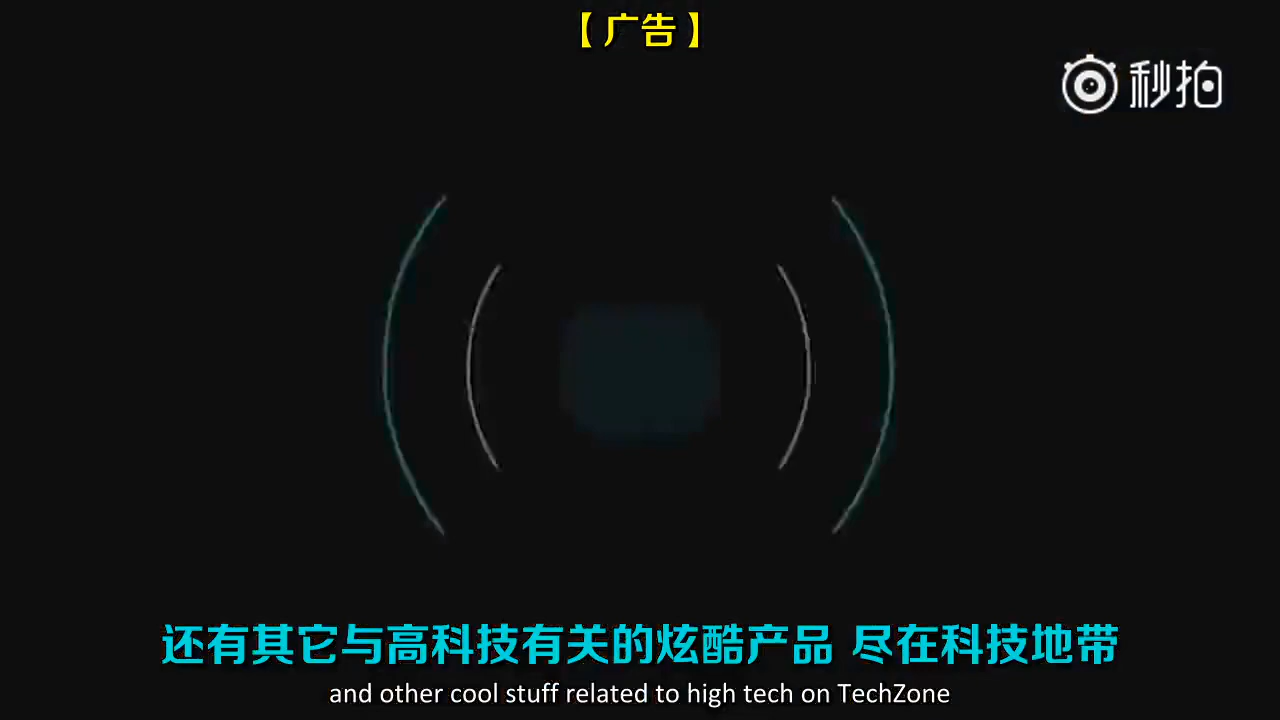 【广告】
秒拍
还有其它与高科技有关的炫酷产品 尽在科技地带
and other cool stuff related to high tech on TechZone